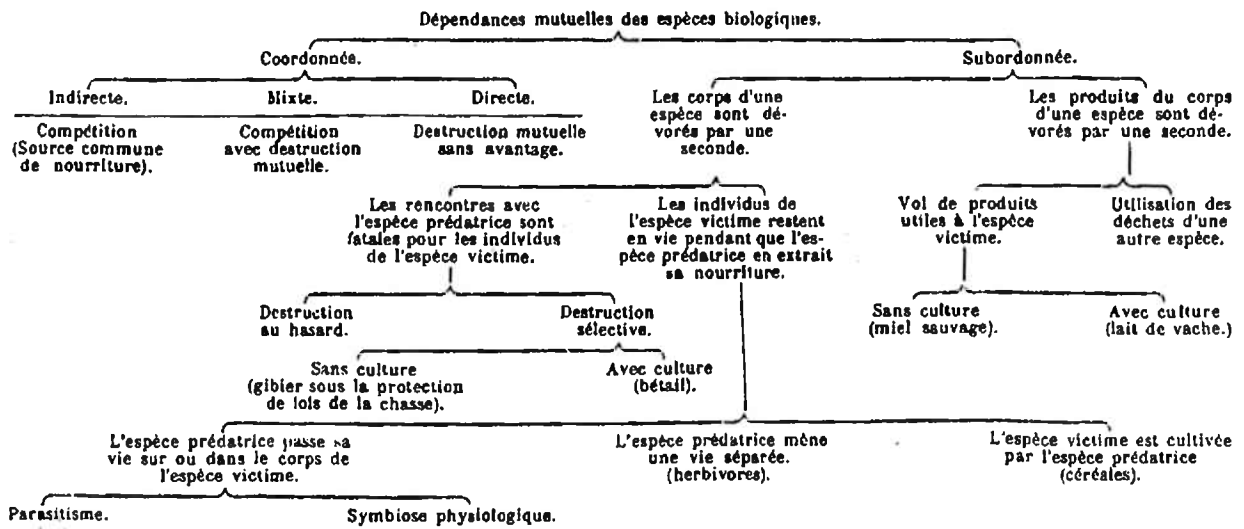 Dépendances mutuelles des espèces biologiques.
Coordonnée.
Subordonnée.
Indirecte.
Mixte.
Directe.
Compétition
(Source commune
de nourriture).
Compétition
avec destruction
mutuelle.
Destruction mutuelle
sans avantage.
Les corps d'une
espèce sont dé-
vorés par une
seconde.
Les produits du corps
d'une espèce sont dé-
vorés par une seconde.
Les rencontres avec
l'espèce prédatrice sont
fatales pour les individus
de l'espèce victime.
Les individus de
l'espèce victime restent
en vie pendant que l'es-
pèce prédatrice en extrait
sa nourriture.
Vol de produits
utiles à l'espèce
victime.
Utilisation des
déchets d'une
autre espèce.
Destruction
au hasard.
Destruction
sélective.
Sans culture
(miel sauvage).
Avec culture
(lait de vache.)
Sans culture
(gibier sous la protection
de lois de la chasse).
Avec culture
(bétail).
L'espèce prédatrice passe sa
vie sur ou dans le corps de
l'espèce victime.
L'espèce prédatrice mène
une vie séparée.
(herbivores).
L'espèce victime est cultivée
par l'espèce prédatrice
(céréales).
Parasitisme.
Symbiose physiologique.